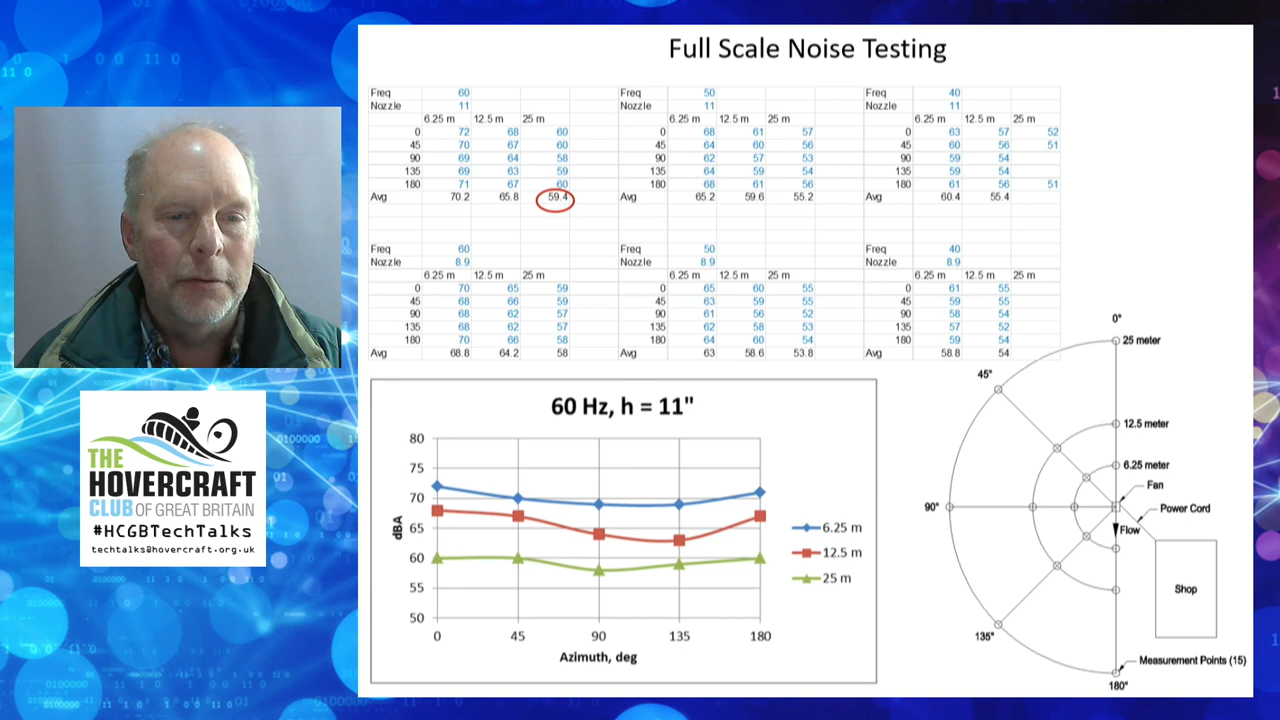 Full Scale Noise Testing
Freq 60
Nozzle 11
6.25 m 12.5 m 25 m
0 72 68 60
45 70 67 60
90 69 64 58
135 69 63 59
180 71 67 60
Avg 70.2 65.8 59.4
Freq 50
Nozzle 11
6.25 m 12.5 m 25 m
0 68 61 57
45 64 60 56
90 62 57 53
135 64 59 54
180 68 61 56
Avg 65.2 59.6 55.2
Freq 40
Nozzle 11
6.25 m 12.5 m 25 m
0 63 57 52
45 60 56 51
90 59 54
135 59 54
180 61 56 51
Avg 60.4 55.4
Freq 60
Nozzle 8.9
6.25 m 12.5 m 25 m
0 70 65 59
45 68 66 59
90 68 62 57
135 68 62 57
180 70 66 58
Avg 68.8 64.2 58
Freq 50
Nozzle 8.9
6.25 m 12.5 m 25 m
0 65 60 55
45 63 59 55
90 61 56 52
135 62 58 53
180 64 60 54
Avg 63 58.6 53.8
Freq 40
Nozzle 8.9
6.25 m 12.5 m 25 m
0 61 55
45 59 55
90 58 54
135 57 52
180 59 54
Avg 58.8 54
60 Hz, h = 11"
80
75
70
65
60
55
50
dBA
0 45 90 135 180
Azimuth, deg
6.25 m
12.5 m
25 m
0°
25 meter
45°
12.5 meter
6.25 meter
Fan
90°
Power Cord
Flow
Shop
135°
Measurement Points (15)
180°
THE
HOVERCRAFT
CLUB OF GREAT BRITAIN
#HCGBTechTalks
techtalks@hovercraft.org.uk